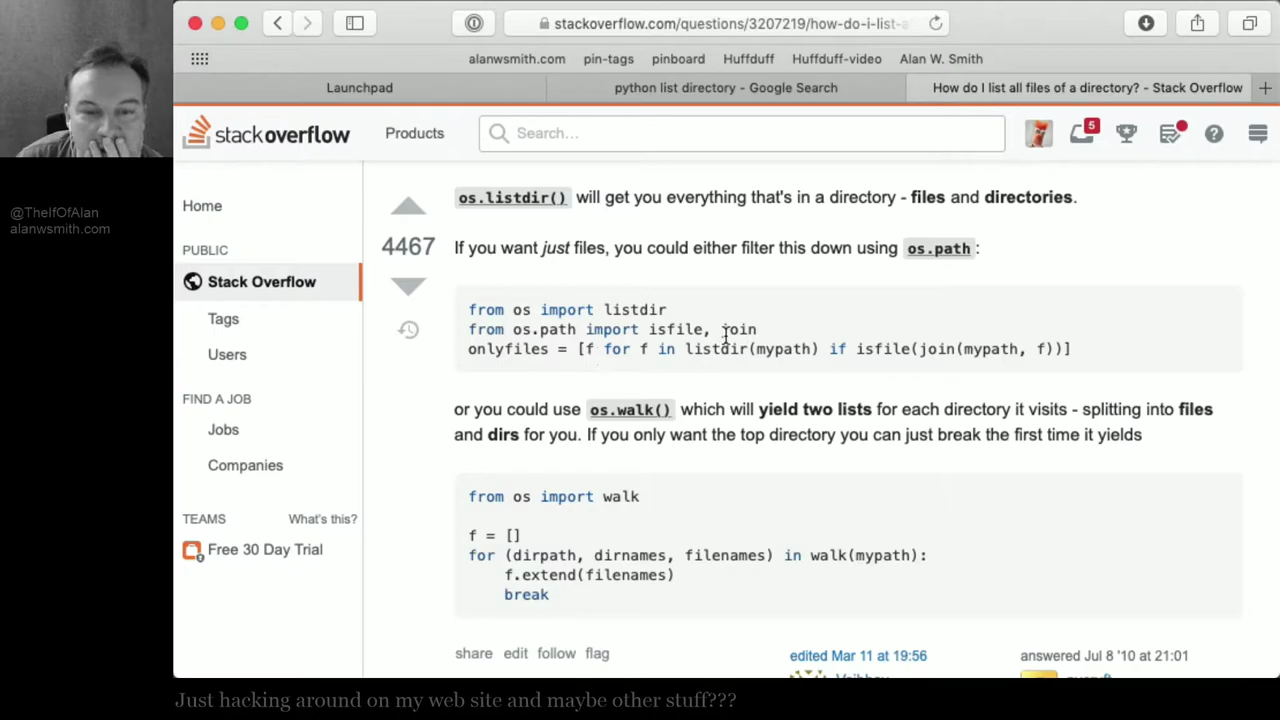 stackoverflow.com/questions/3207219/how-do-i-list-a
alanwsmith.com pin-tags pinboard Huffduff Huffduff-video Alan W. Smith
Launchpad python list directory - Google Search How do I list all files of a directory? - Stack Overflow
stackoverflow Products Search... 5
@TheIfOfAlan
alanwsmith.com
Home
PUBLIC
Stack Overflow
Tags
Users
FIND A JOB
Jobs
Companies
TEAMS What's this?
Free 30 Day Trial
4467
os.listdir() will get you everything that's in a directory - files and directories.
If you want just files, you could either filter this down using os.path:
from os import listdir
from os.path import isfile, join
onlyfiles = [f for f in listdir(mypath) if isfile(join(mypath, f))]
or you could use os.walk() which will yield two lists for each directory it visits - splitting into files
and dirs for you. If you only want the top directory you can just break the first time it yields
from os import walk
f = []
for (dirpath, dirnames, filenames) in walk(mypath):
    f.extend(filenames)
    break
share edit follow flag
edited Mar 11 at 19:56
answered Jul 8 '10 at 21:01
Just hacking around on my web site and maybe other stuff???